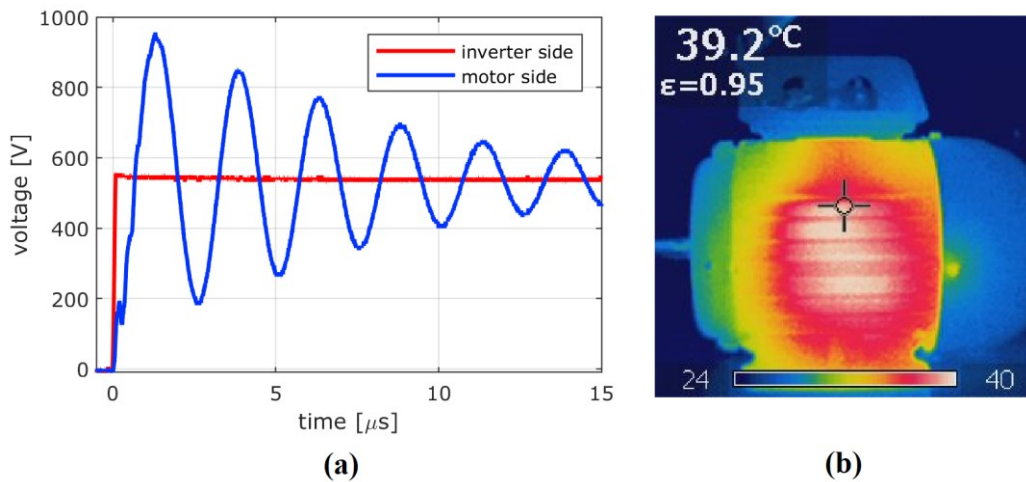 1000
800
600
400
200
0
voltage [V]
inverter side
motor side
0 5 10 15
time [μs]
(a)
39.2°C
ε=0.95
24 40
(b)